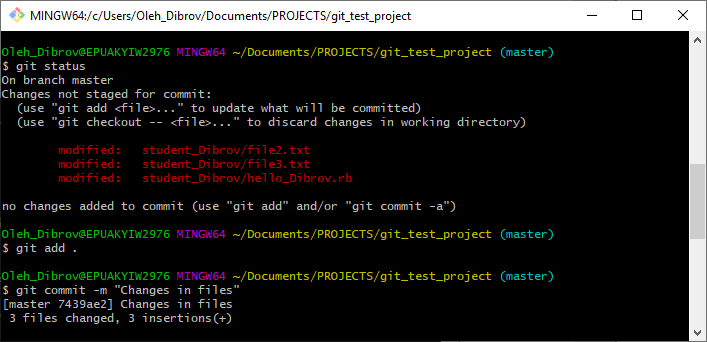 MINGW64:/c/Users/Oleh_Dibrov/Documents/PROJECTS/git_test_project
Oleh_Dibrov@EPUAKYIW2976 MINGW64 ~/Documents/PROJECTS/git_test_project (master)
$ git status
On branch master
Changes not staged for commit:
  (use "git add <file>..." to update what will be committed)
  (use "git checkout -- <file>..." to discard changes in working directory)
        modified:   student_Dibrov/file2.txt
        modified:   student_Dibrov/file3.txt
        modified:   student_Dibrov/hello_Dibrov.rb
no changes added to commit (use "git add" and/or "git commit -a")
Oleh_Dibrov@EPUAKYIW2976 MINGW64 ~/Documents/PROJECTS/git_test_project (master)
$ git add .
Oleh_Dibrov@EPUAKYIW2976 MINGW64 ~/Documents/PROJECTS/git_test_project (master)
$ git commit -m "Changes in files"
[master 7439ae2] Changes in files
 3 files changed, 3 insertions(+)